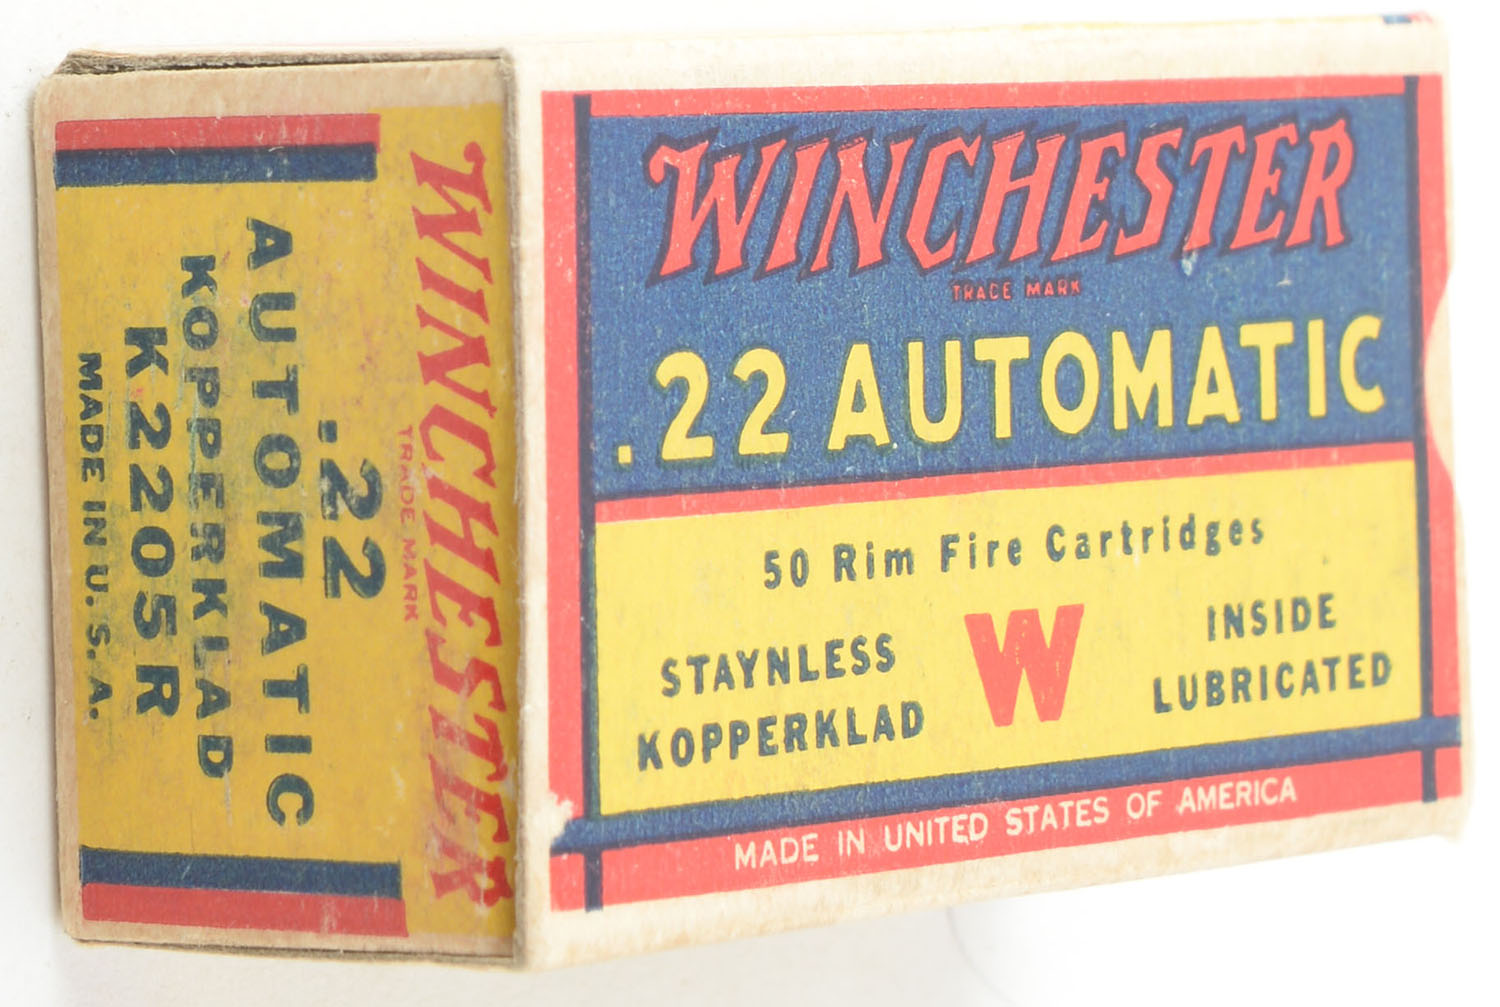 WINCHESTER
TRADE MARK
.22 AUTOMATIC
50 Rim Fire Cartridges
STAYNLESS
KOPPERKLAD
W
INSIDE
LUBRICATED
MADE IN UNITED STATES OF AMERICA
WINCHESTER
TRADE MARK
.22
AUTOMATIC
KOPPERKLAD
K2205R
MADE IN U.S.A.